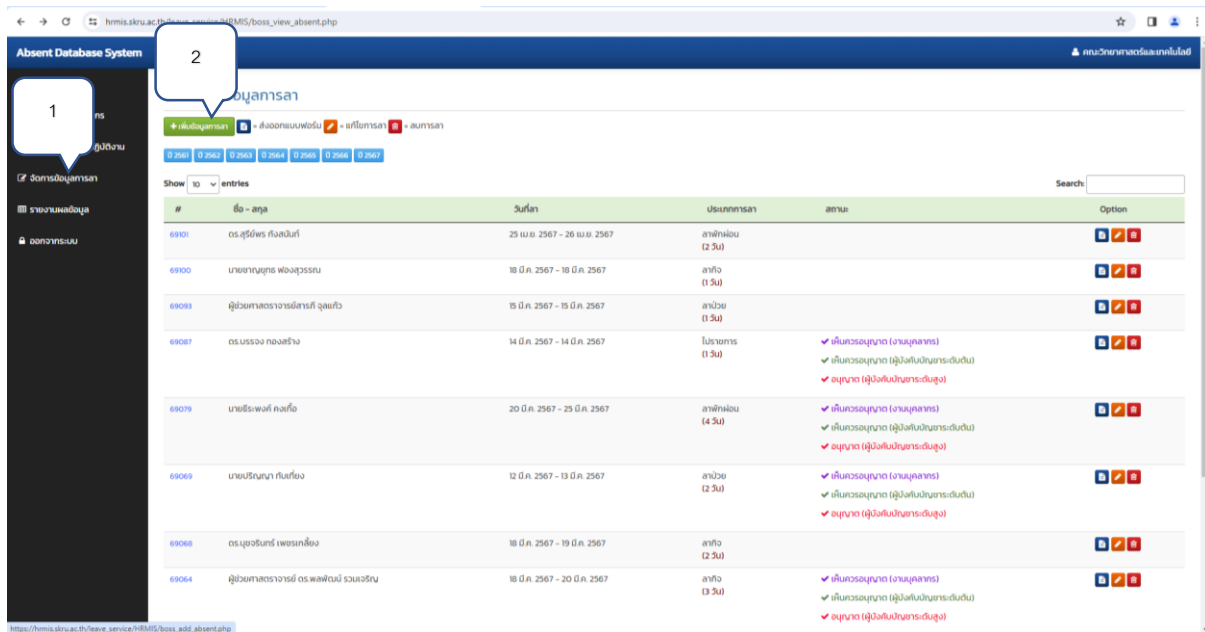 hrmis.skru.ac.th/leave_service/HRMIS/boss_view_absent.php
Absent Database System
คณะวิทยาศาสตร์และเทคโนโลยี
1
2
จัดการข้อมูลการลา
รายงานผลข้อมูล
ออกจากระบบ
ข้อมูลการลา
+ เพิ่มข้อมูลการลา = ส่งออกแบบฟอร์ม = แก้ไขการลา = ลบการลา
ปี 2561 ปี 2562 ปี 2563 ปี 2564 ปี 2565 ปี 2566 ปี 2567
Show 10 entries Search:
# ชื่อ - สกุล วันที่ลา ประเภทการลา สถานะ Option
69101 ดร.สุรีย์พร กังสนันท์ 25 เม.ย. 2567 - 26 เม.ย. 2567 ลาพักผ่อน
(2 วัน)
69100 นายชาญยุทธ ฟองสุวรรณ 18 มี.ค. 2567 - 18 มี.ค. 2567 ลากิจ
(1 วัน)
69093 ผู้ช่วยศาสตราจารย์สารภี จุลแก้ว 15 มี.ค. 2567 - 15 มี.ค. 2567 ลาป่วย
(1 วัน)
69087 ดร.บรรจง ทองสร้าง 14 มี.ค. 2567 - 14 มี.ค. 2567 ไปราชการ ✔ เห็นควรอนุญาต (งานบุคลากร)
(1 วัน) ✔ เห็นควรอนุญาต (ผู้บังคับบัญชาระดับต้น)
✔ อนุญาต (ผู้บังคับบัญชาระดับสูง)
69079 นายธีระพงค์ คงเกื้อ 20 มี.ค. 2567 - 25 มี.ค. 2567 ลาพักผ่อน ✔ เห็นควรอนุญาต (งานบุคลากร)
(4 วัน) ✔ เห็นควรอนุญาต (ผู้บังคับบัญชาระดับต้น)
✔ อนุญาต (ผู้บังคับบัญชาระดับสูง)
69069 นายปริญญา ทับเที่ยง 12 มี.ค. 2567 - 13 มี.ค. 2567 ลาป่วย ✔ เห็นควรอนุญาต (งานบุคลากร)
(2 วัน) ✔ เห็นควรอนุญาต (ผู้บังคับบัญชาระดับต้น)
✔ อนุญาต (ผู้บังคับบัญชาระดับสูง)
69068 ดร.นุชจรินทร์ เพชรเกลี้ยง 18 มี.ค. 2567 - 19 มี.ค. 2567 ลากิจ
(2 วัน)
69064 ผู้ช่วยศาสตราจารย์ ดร.พลพัฒน์ รวมเจริญ 18 มี.ค. 2567 - 20 มี.ค. 2567 ลากิจ ✔ เห็นควรอนุญาต (งานบุคลากร)
(3 วัน) ✔ เห็นควรอนุญาต (ผู้บังคับบัญชาระดับต้น)
✔ อนุญาต (ผู้บังคับบัญชาระดับสูง)
https://hrmis.skru.ac.th/leave_service/HRMIS/boss_add_absent.php